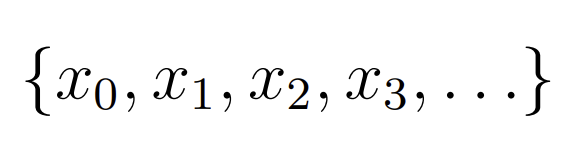 {x₀, x₁, x₂, x₃, . . .}